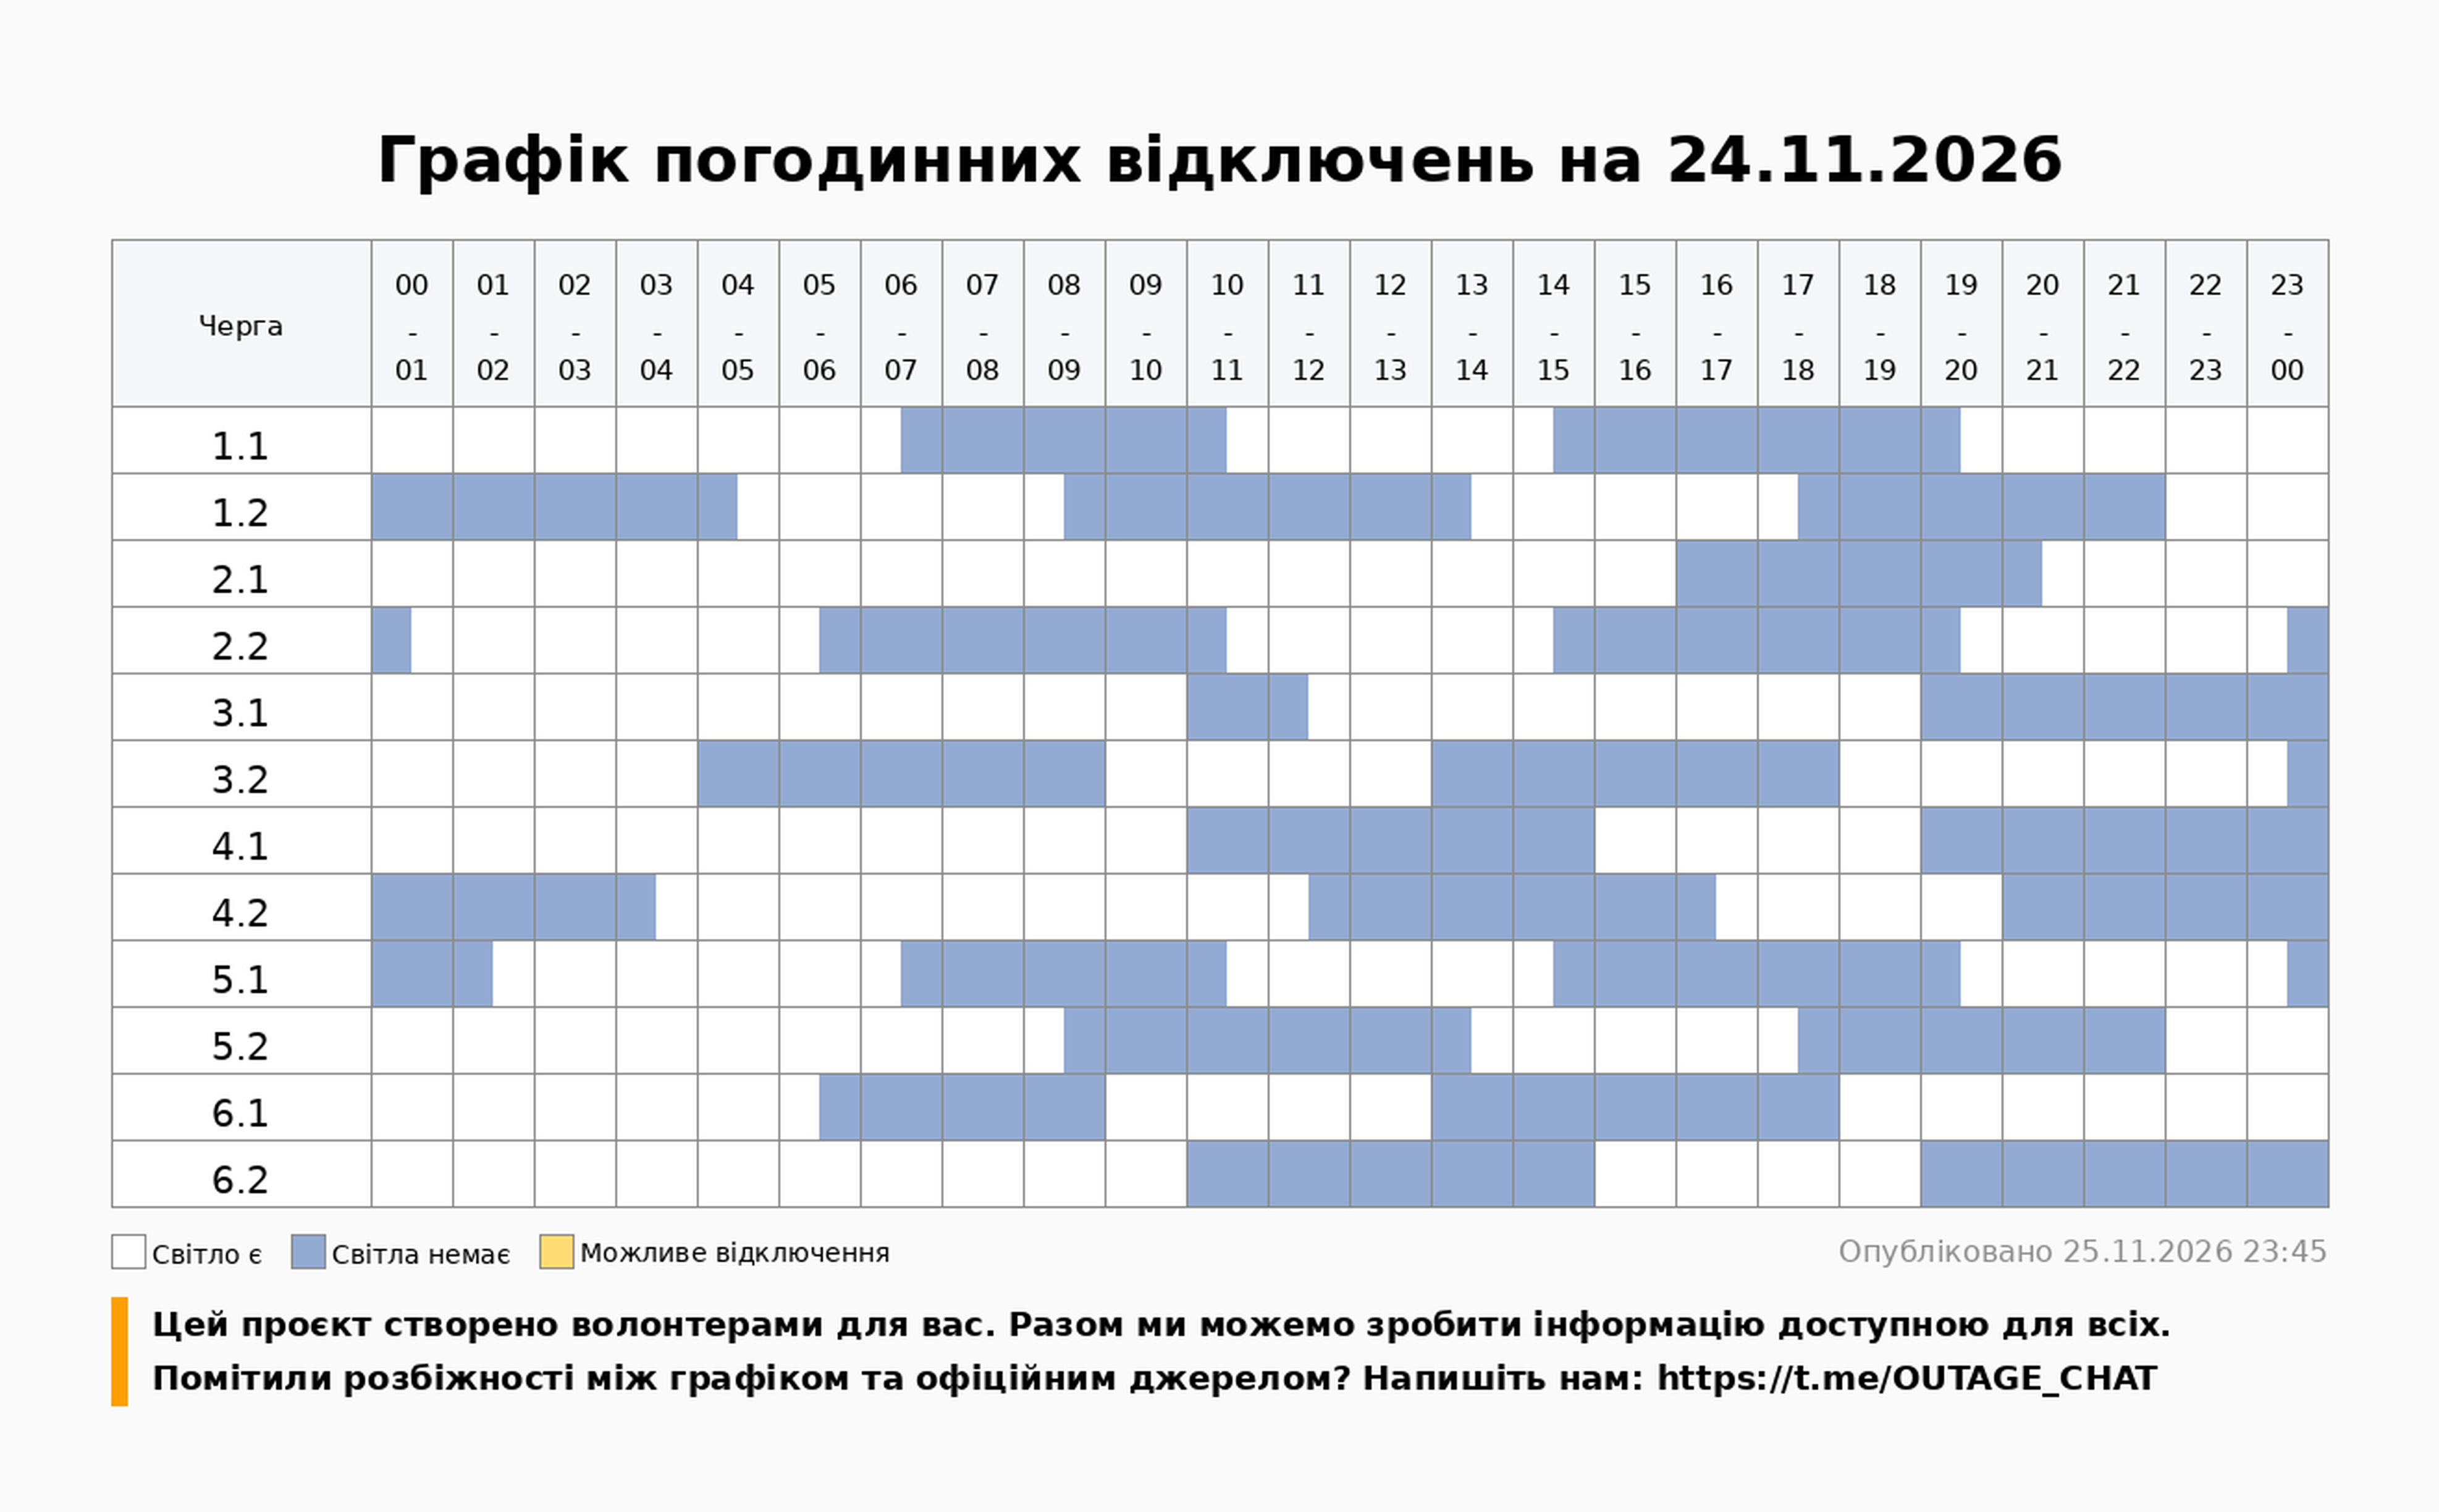 Графік погодинних відключень на 24.11.2026
Черга 00 - 01 01 - 02 02 - 03 03 - 04 04 - 05 05 - 06 06 - 07 07 - 08 08 - 09 09 - 10 10 - 11 11 - 12 12 - 13 13 - 14 14 - 15 15 - 16 16 - 17 17 - 18 18 - 19 19 - 20 20 - 21 21 - 22 22 - 23 23 - 00
1.1
1.2
2.1
2.2
3.1
3.2
4.1
4.2
5.1
5.2
6.1
6.2
Світло є Світла немає Можливе відключення Опубліковано 25.11.2026 23:45
Цей проєкт створено волонтерами для вас. Разом ми можемо зробити інформацію доступною для всіх.
Помітили розбіжності між графіком та офіційним джерелом? Напишіть нам: https://t.me/OUTAGE_CHAT